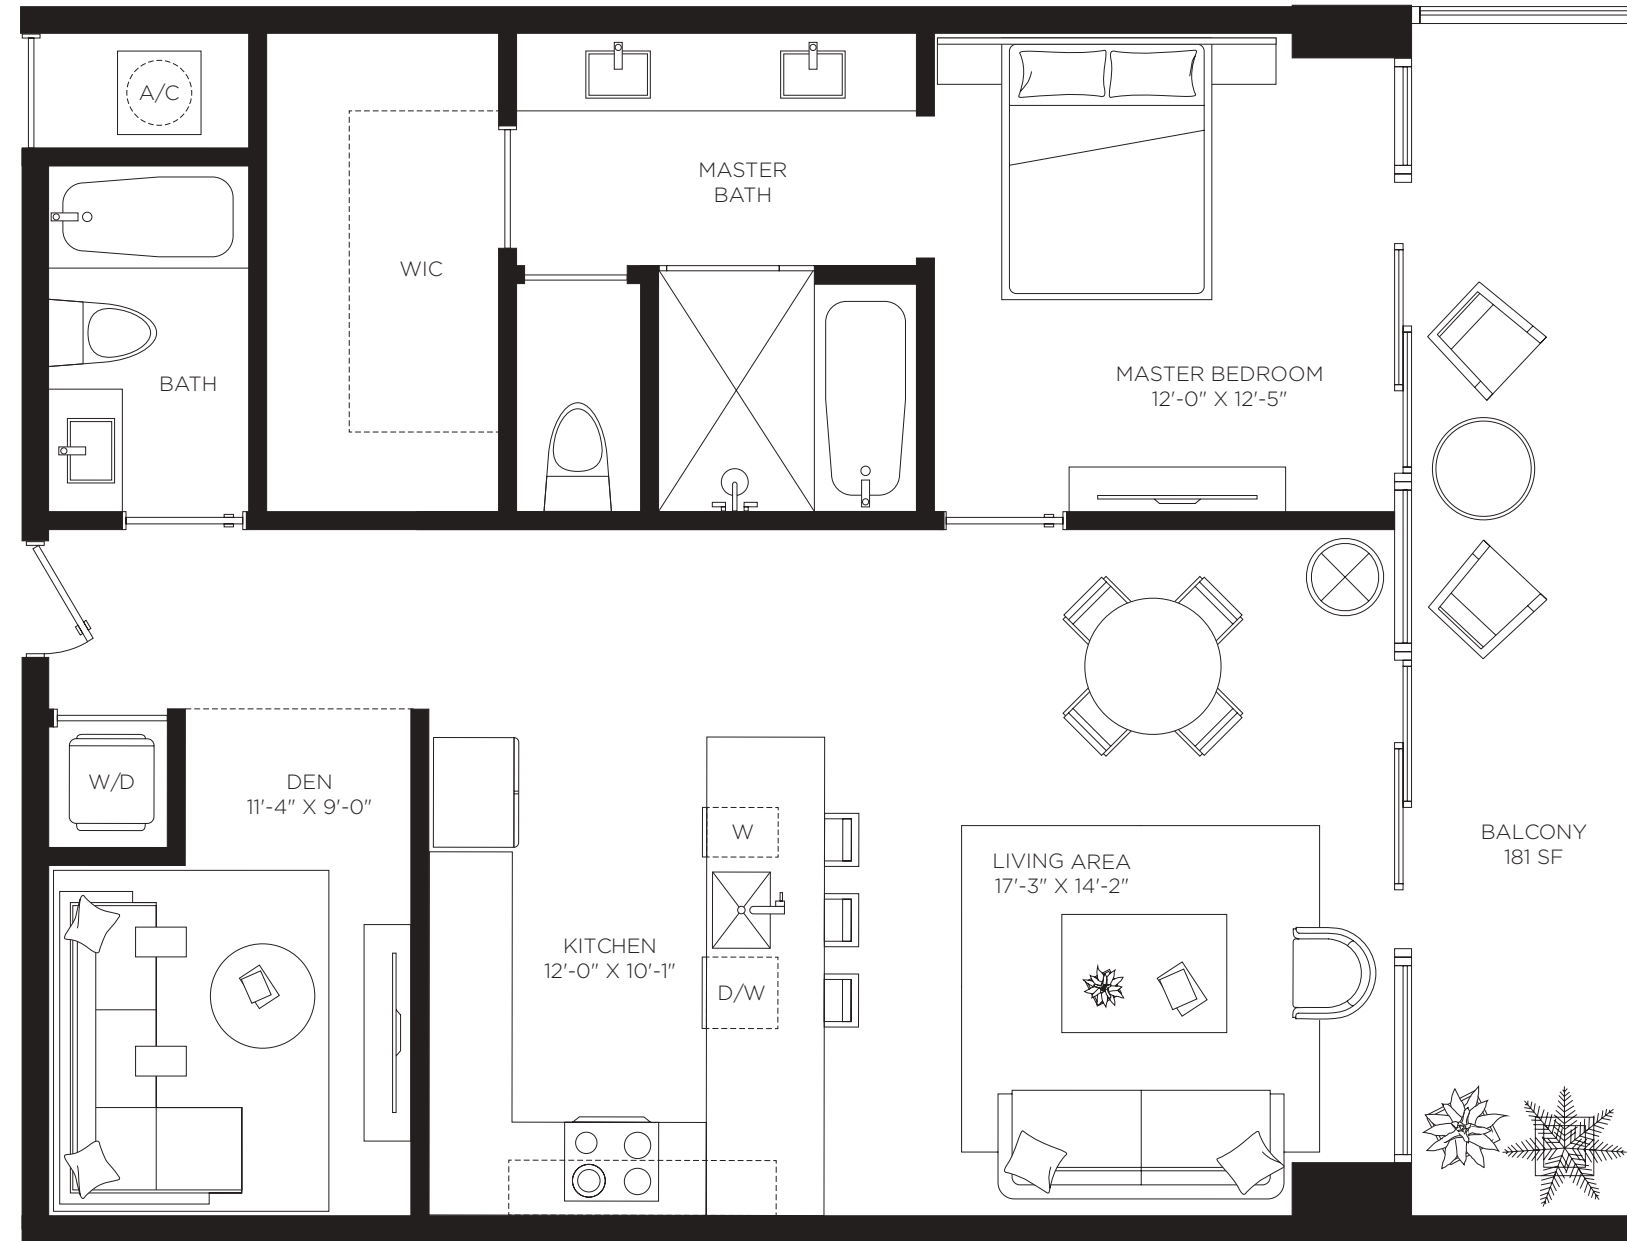 A/C
MASTER
BATH
WIC
BATH
MASTER BEDROOM
12'-0" X 12'-5"
W/D
DEN
11'-4" X 9'-0"
W
KITCHEN
12'-0" X 10'-1"
D/W
LIVING AREA
17'-3" X 14'-2"
BALCONY
181 SF